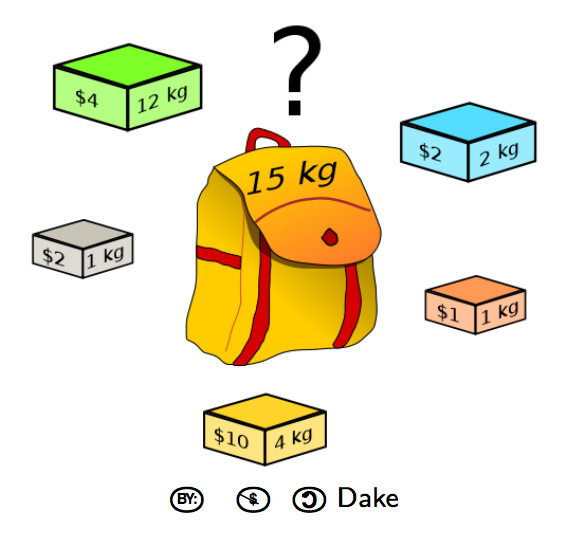 ?
$4 12 kg
15 kg
$2 2 kg
$2 1 kg
$1 1 kg
$10 4 kg
BY: $ Dake